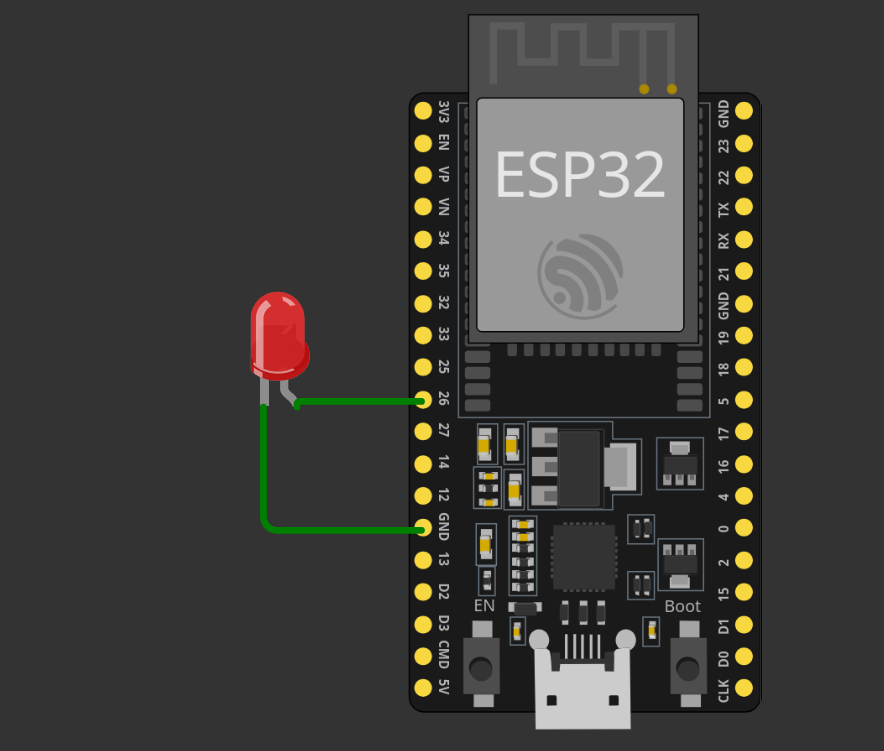 ESP32
3V3
EN
VP
VN
34
35
32
33
25
26
27
14
12
GND
13
D2
D3
CMD
5V
GND
23
22
TX
RX
21
GND
19
18
5
17
16
4
0
2
15
D1
D0
CLK
EN
Boot